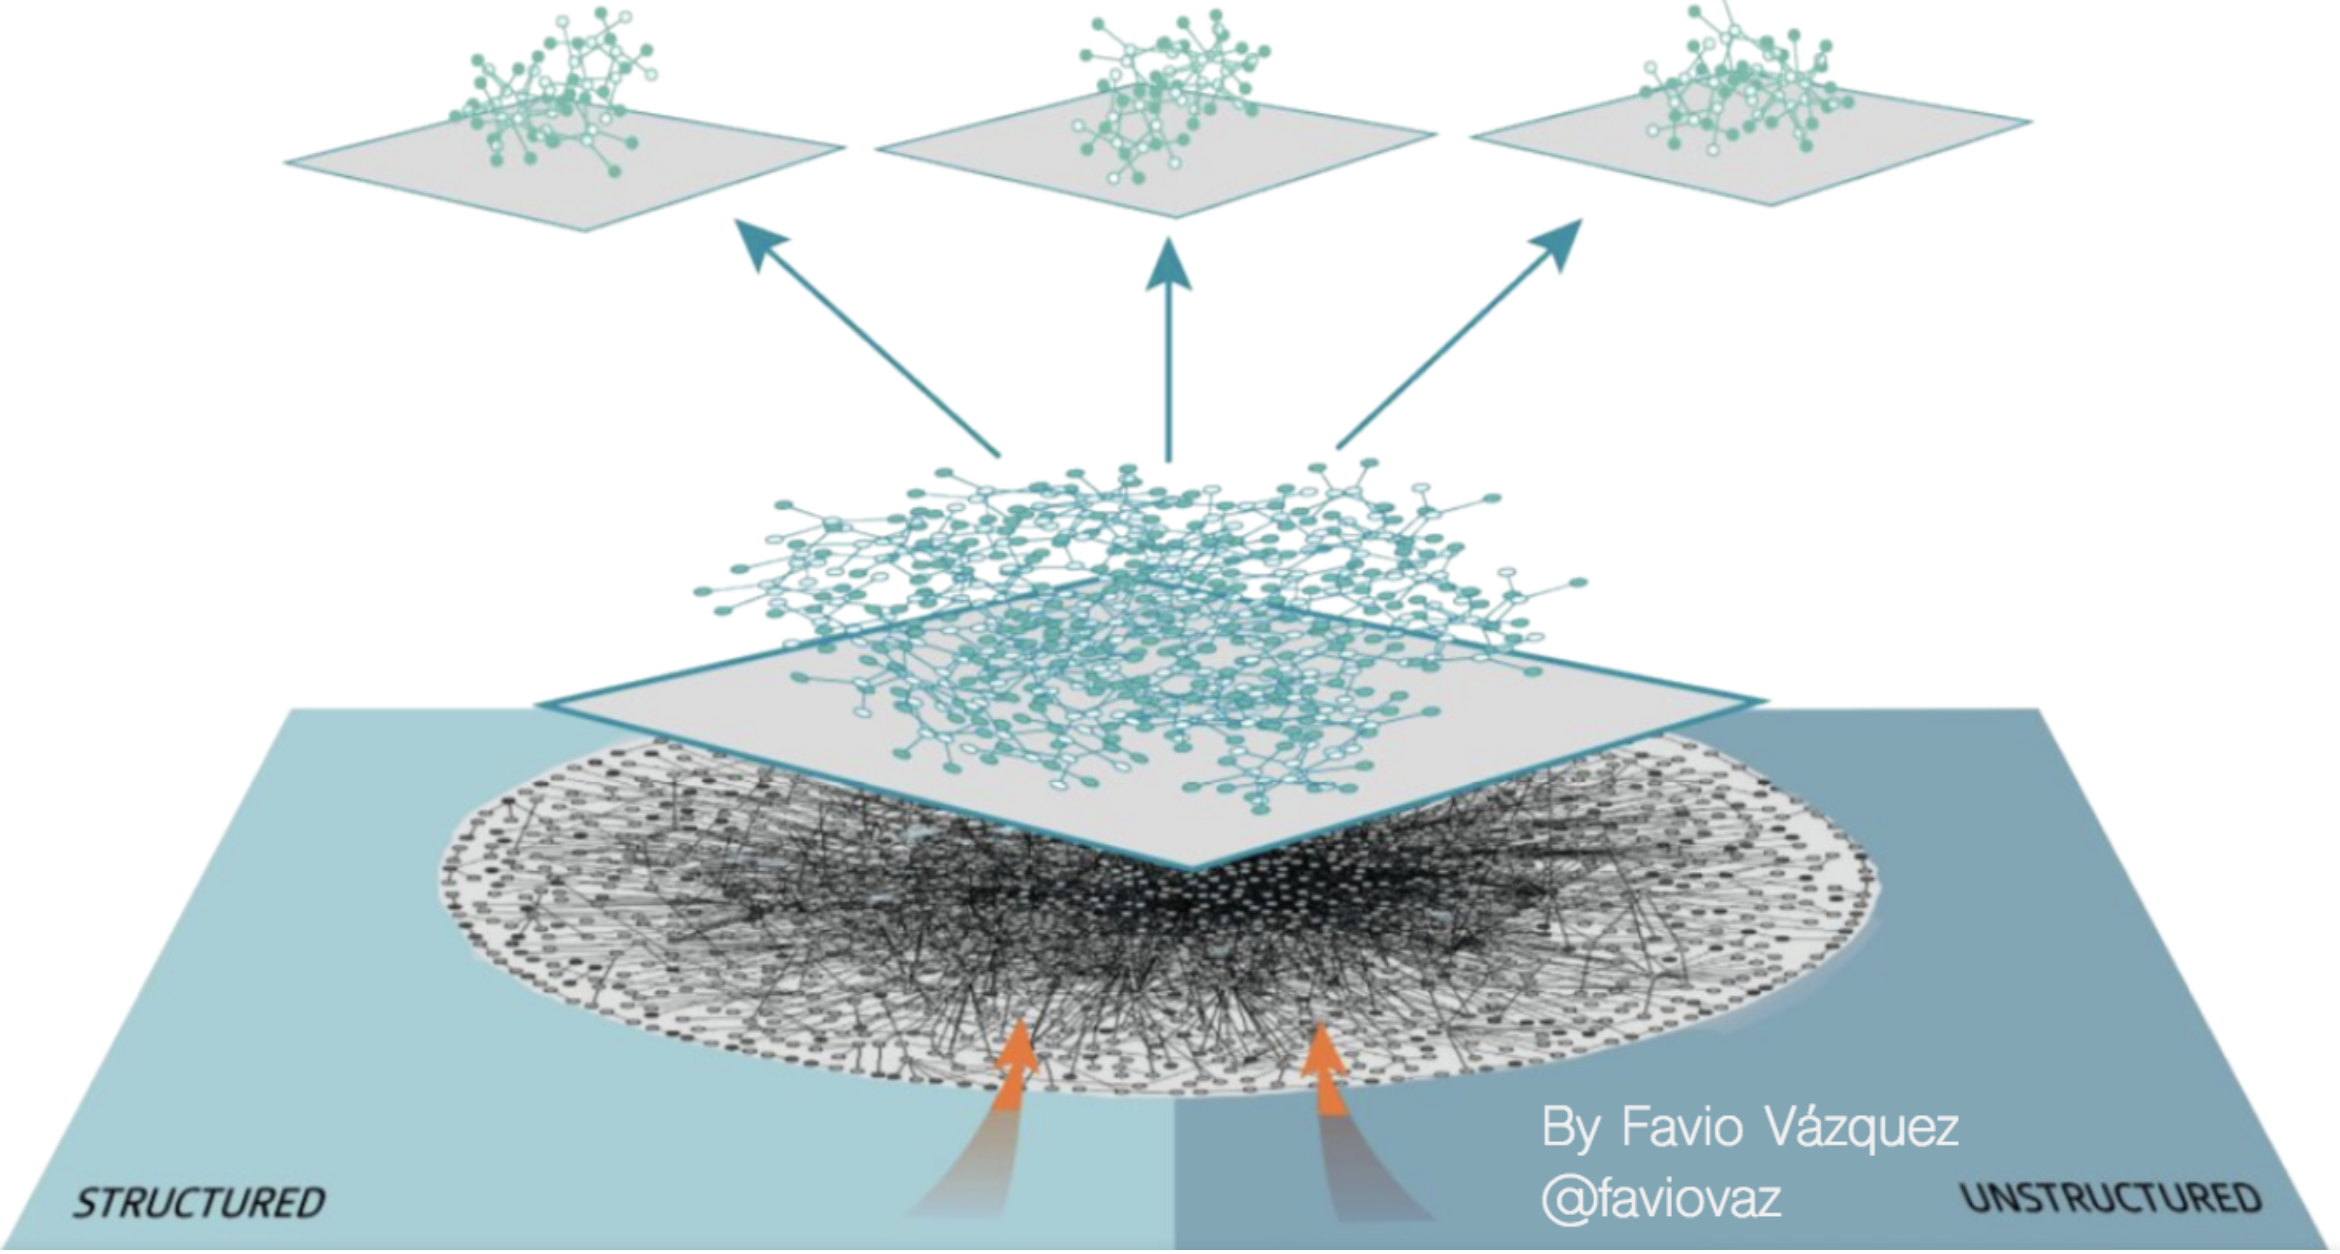 By Favio Vázquez
@faviovaz
STRUCTURED
UNSTRUCTURED